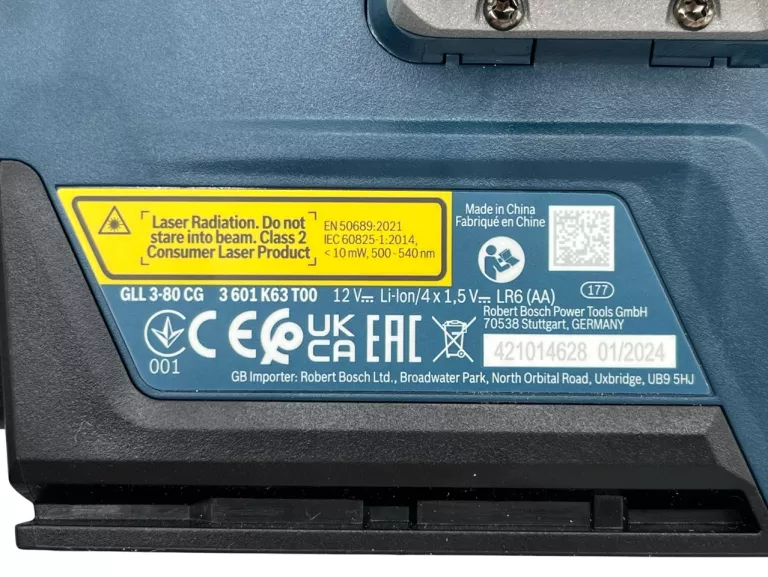 Laser Radiation. Do not
stare into beam. Class 2
Consumer Laser Product
EN 50689:2021
IEC 60825-1:2014,
< 10 mW, 500 - 540 nm
Made in China
Fabriqué en Chine
GLL 3-80 CG 3 601 K63 T00 12 V⎓ Li-Ion/4 x 1,5 V⎓ LR6 (AA)
177
Robert Bosch Power Tools GmbH
70538 Stuttgart, GERMANY
001
CE
UK
CA
EAC
421014628 01/2024
GB Importer: Robert Bosch Ltd., Broadwater Park, North Orbital Road, Uxbridge, UB9 5HJ